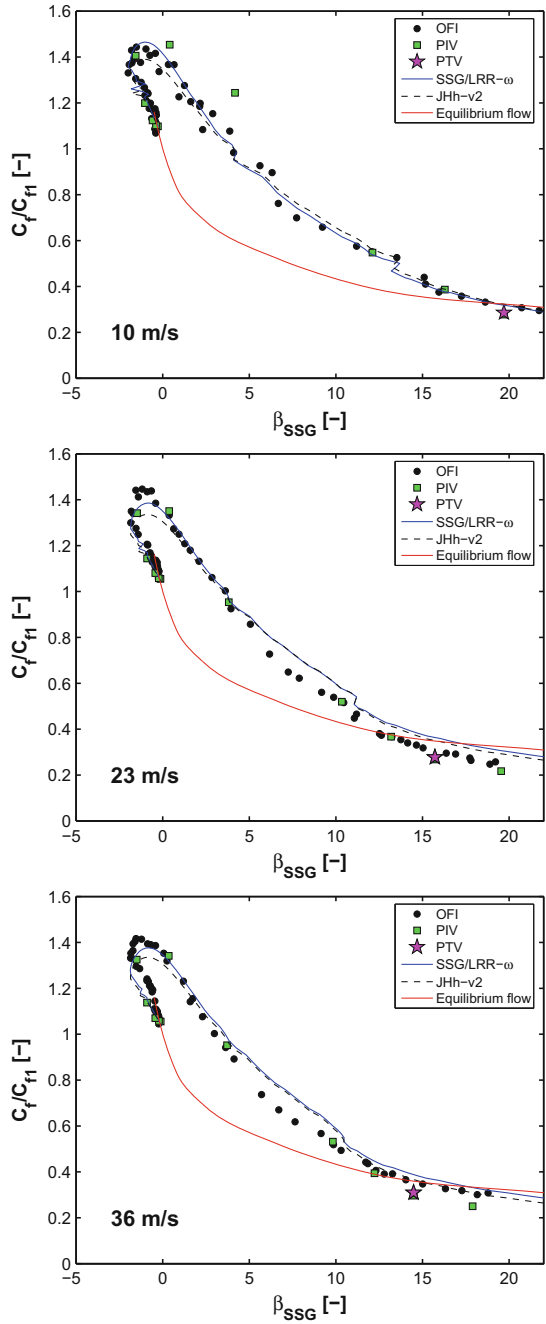 1.6
1.4
1.2
1
0.8
0.6
0.4
0.2
0
C_f/C_f1 [−]
OFI
PIV
PTV
SSG/LRR−ω
JHh−v2
Equilibrium flow
10 m/s
−5 0 5 10 15 20
β_SSG [−]
1.6
1.4
1.2
1
0.8
0.6
0.4
0.2
0
C_f/C_f1 [−]
OFI
PIV
PTV
SSG/LRR−ω
JHh−v2
Equilibrium flow
23 m/s
−5 0 5 10 15 20
β_SSG [−]
1.6
1.4
1.2
1
0.8
0.6
0.4
0.2
0
C_f/C_f1 [−]
OFI
PIV
PTV
SSG/LRR−ω
JHh−v2
Equilibrium flow
36 m/s
−5 0 5 10 15 20
β_SSG [−]